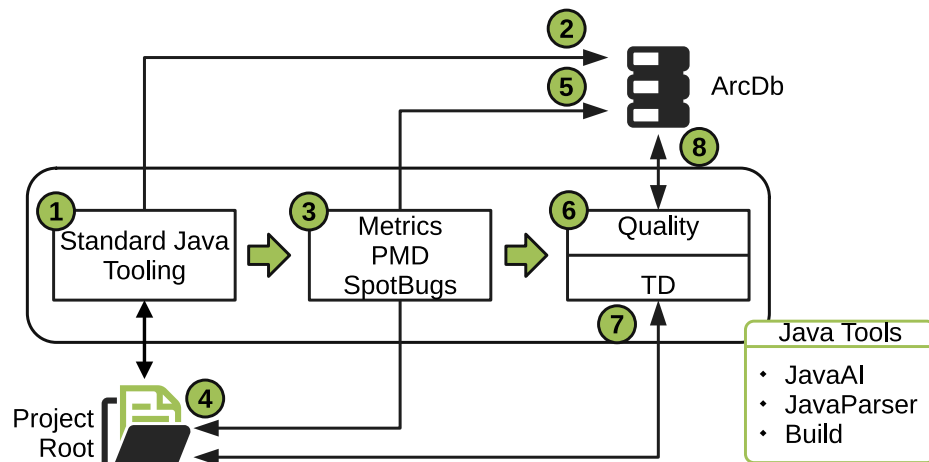 2
5
ArcDb
8
1
Standard Java
Tooling
3
Metrics
PMD
SpotBugs
6
Quality
TD
7
4
Project
Root
Java Tools
• JavaAI
• JavaParser
• Build